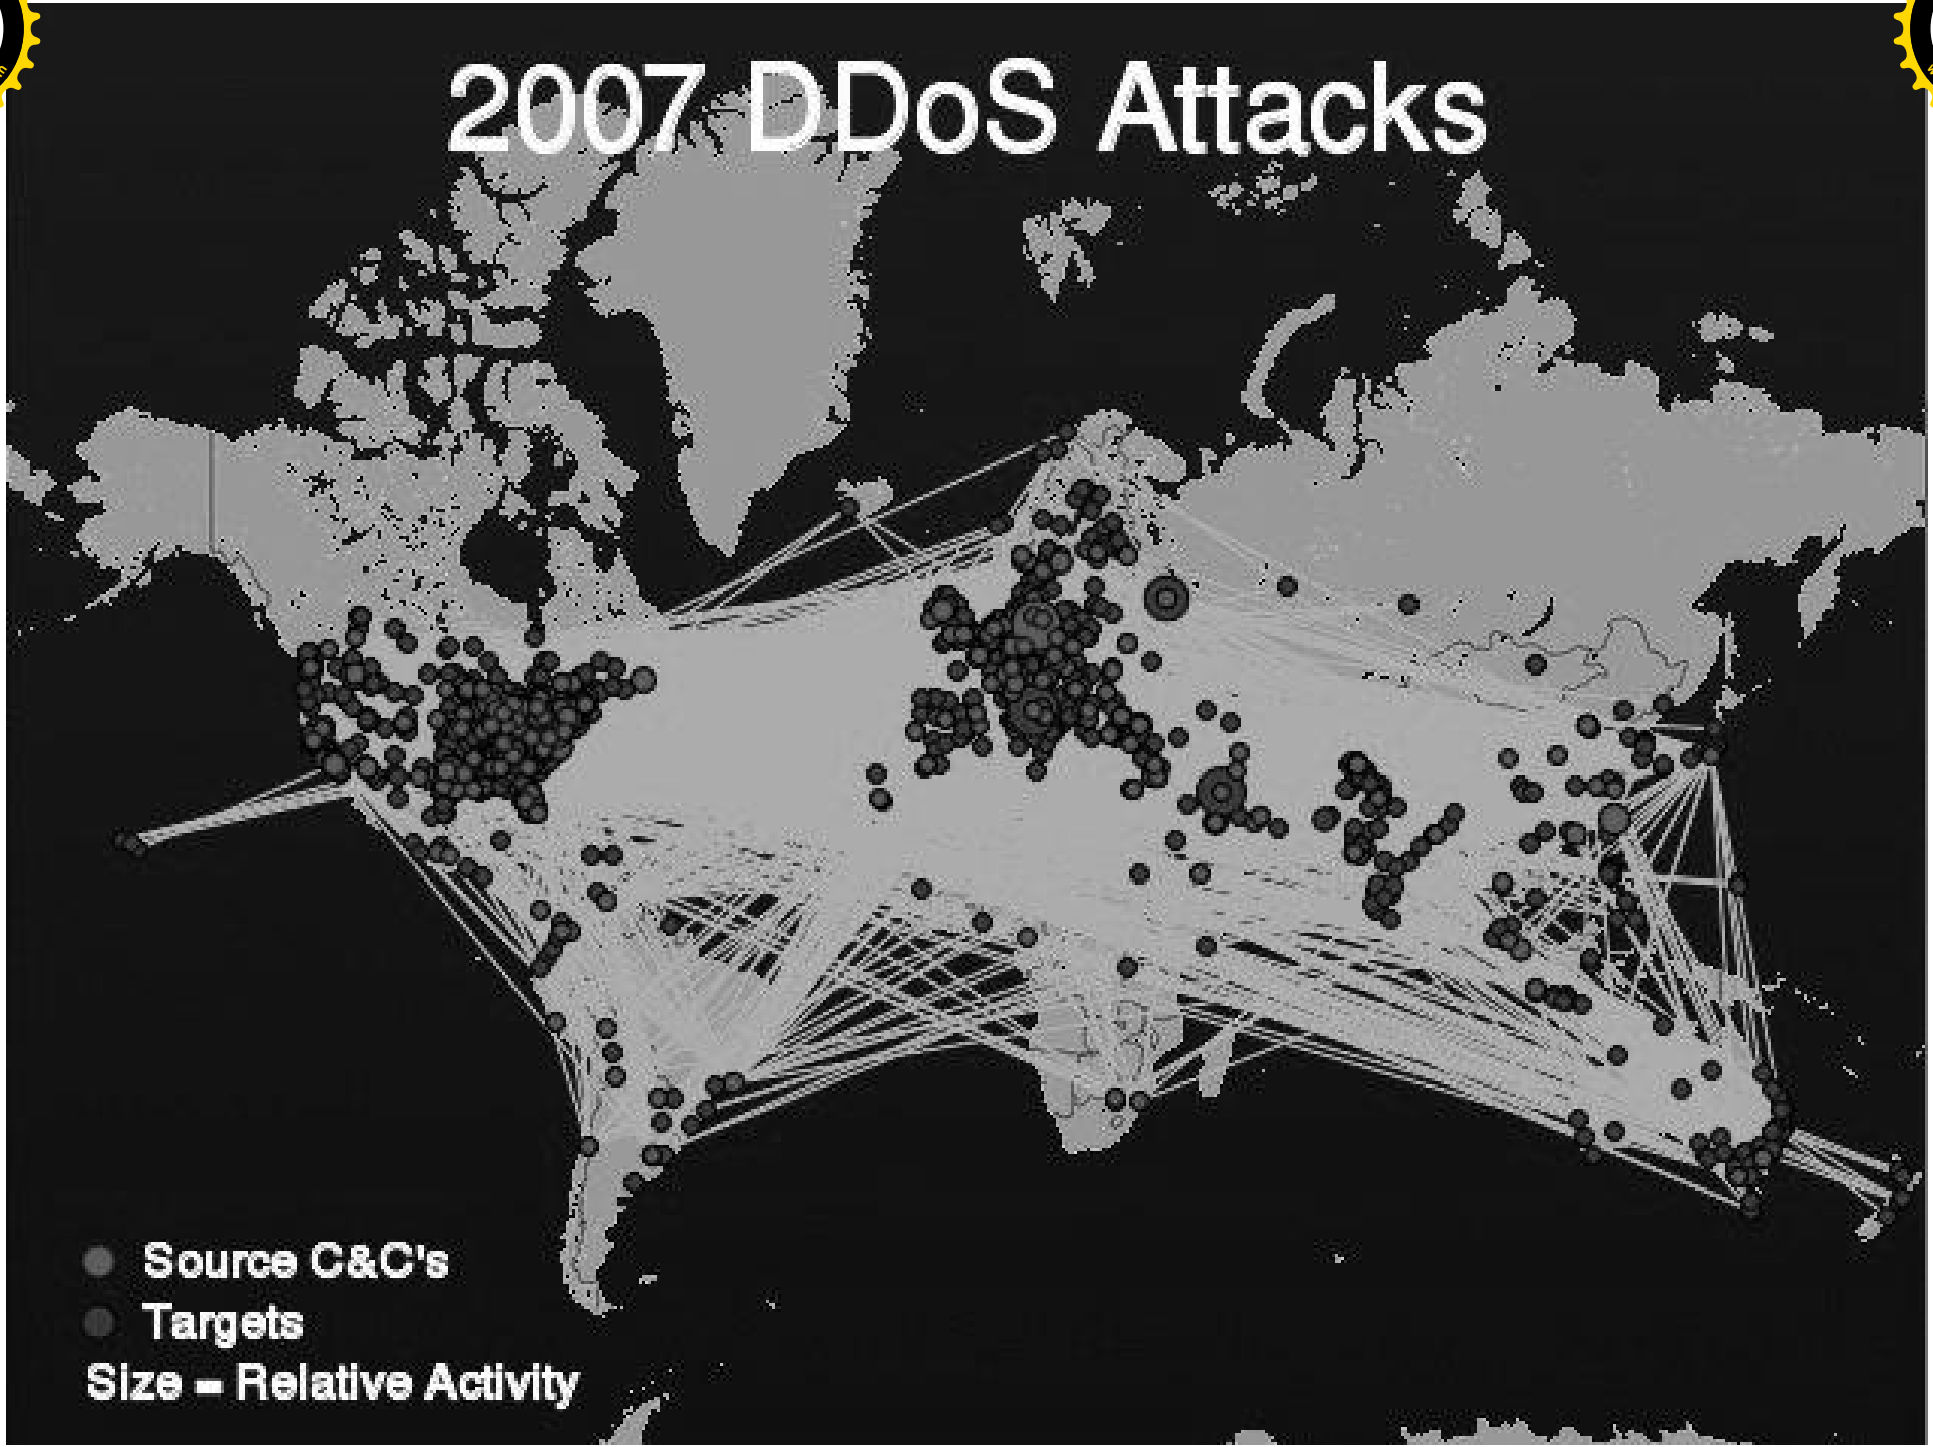 2007 DDoS Attacks
Source C&C's
Targets
Size = Relative Activity